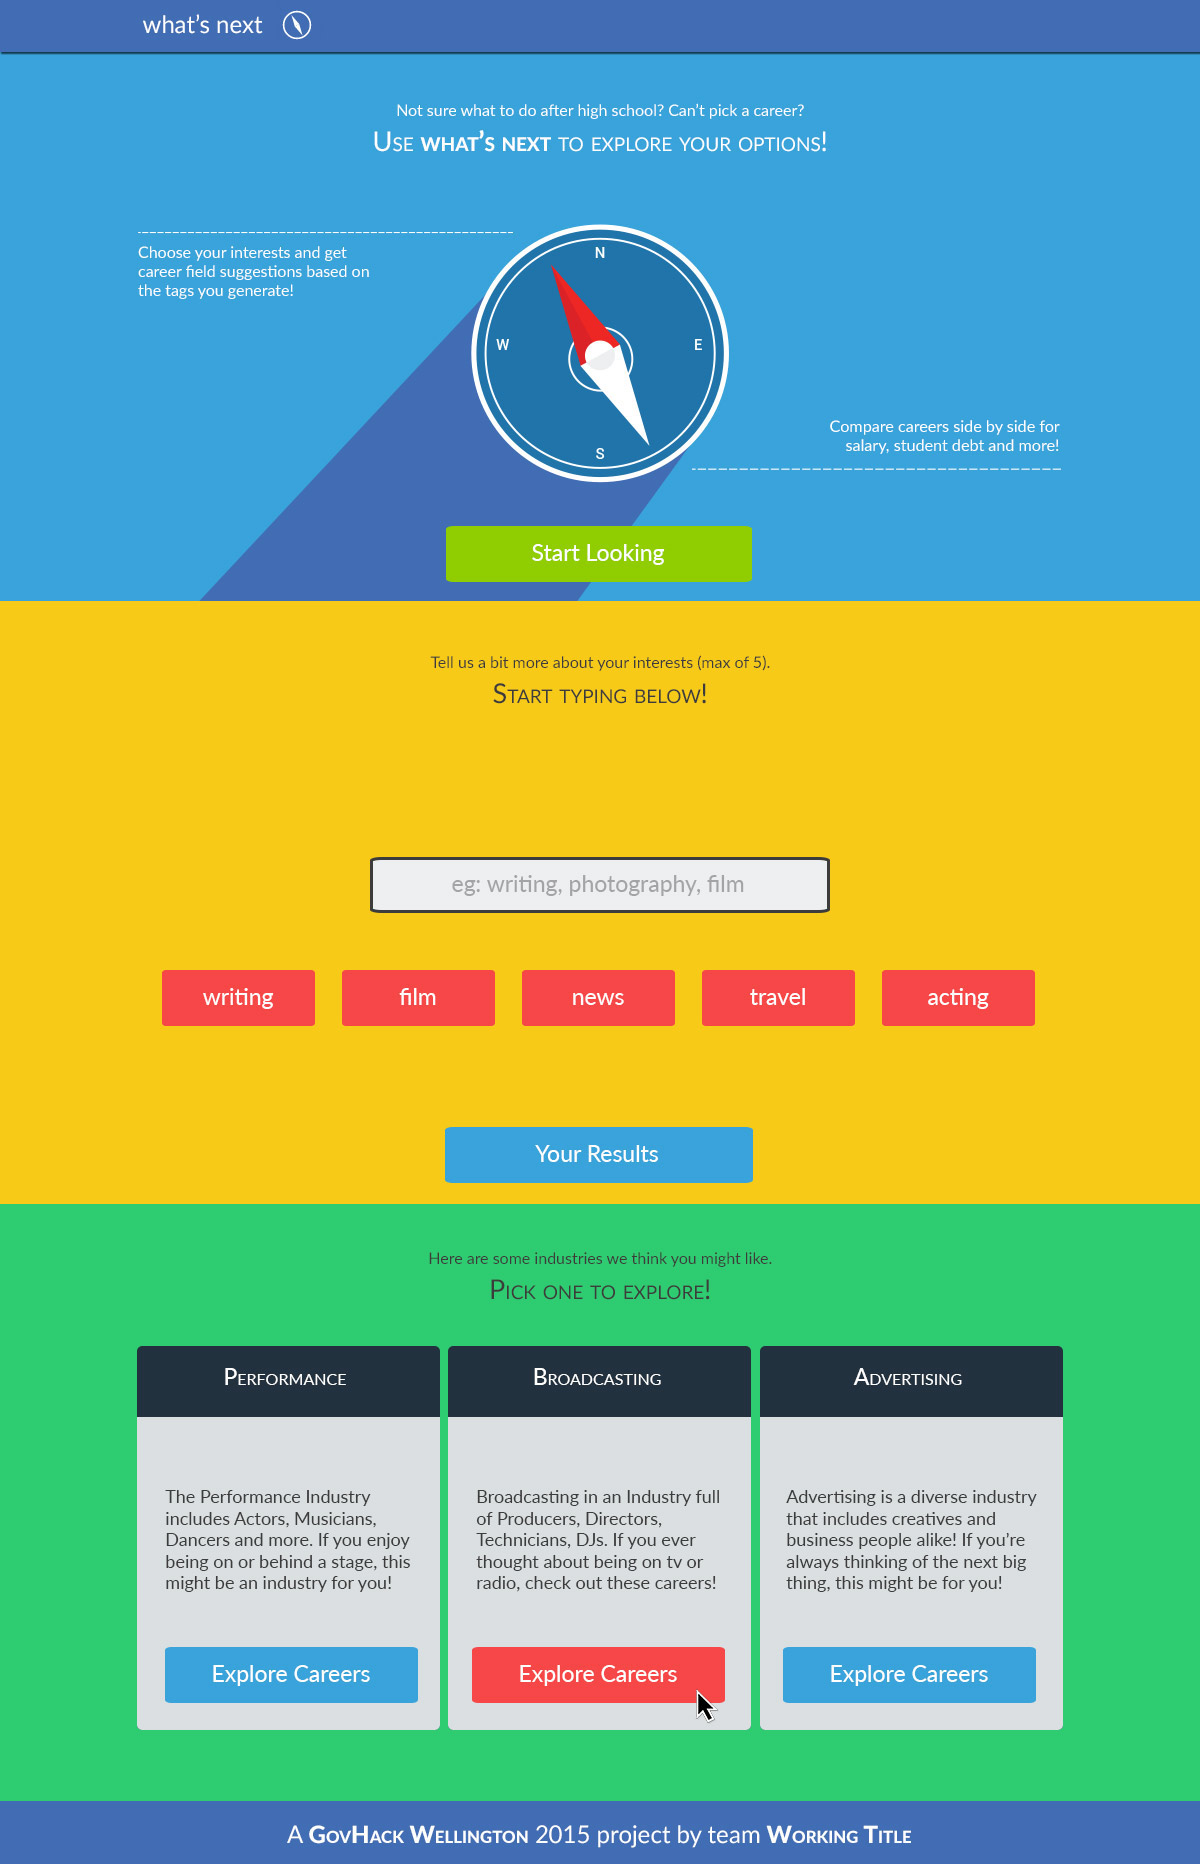 what's next
Not sure what to do after high school? Can't pick a career?
Use what's next to explore your options!
Choose your interests and get
career field suggestions based on
the tags you generate!
N
W
E
S
Compare careers side by side for
salary, student debt and more!
Start Looking
Tell us a bit more about your interests (max of 5).
Start typing below!
eg: writing, photography, film
writing
film
news
travel
acting
Your Results
Here are some industries we think you might like.
Pick one to explore!
Performance
The Performance Industry
includes Actors, Musicians,
Dancers and more. If you enjoy
being on or behind a stage, this
might be an industry for you!
Explore Careers
Broadcasting
Broadcasting in an Industry full
of Producers, Directors,
Technicians, DJs. If you ever
thought about being on tv or
radio, check out these careers!
Explore Careers
Advertising
Advertising is a diverse industry
that includes creatives and
business people alike! If you're
always thinking of the next big
thing, this might be for you!
Explore Careers
A GovHack Wellington 2015 project by team Working Title